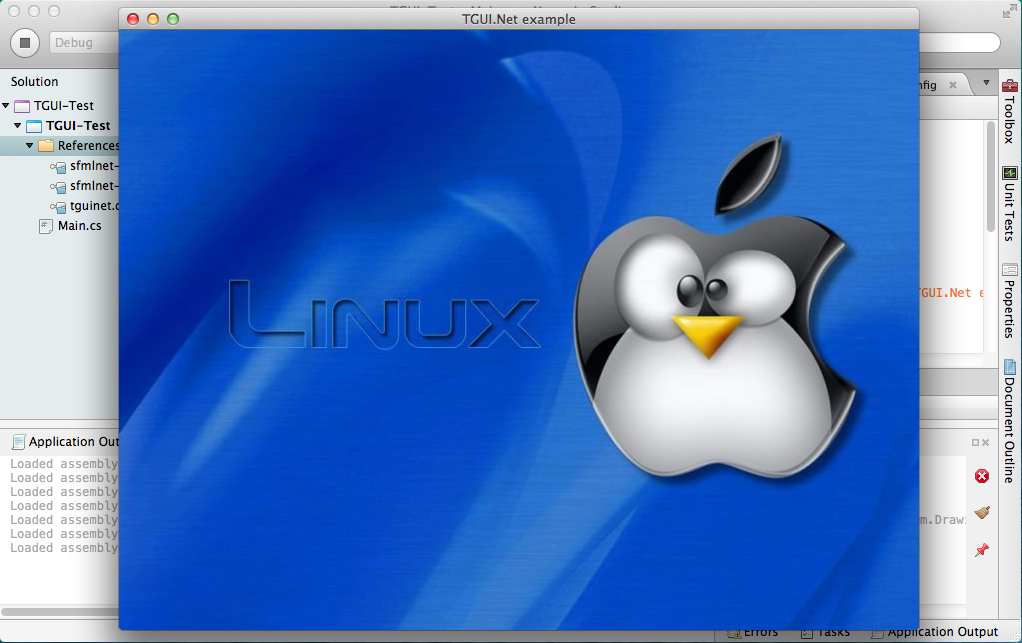 TGUI.Net example
Debug
Solution
TGUI-Test
TGUI-Test
References
sfmlnet-
sfmlnet-
tguinet.
Main.cs
LINUX
nfig
TGUI.Net e
Toolbox
Unit Tests
Properties
Document Outline
Application Out
Loaded assembly
Loaded assembly
Loaded assembly
Loaded assembly
Loaded assembly
m.Drawi
Loaded assembly
Loaded assembly
Errors
Tasks
Application Output